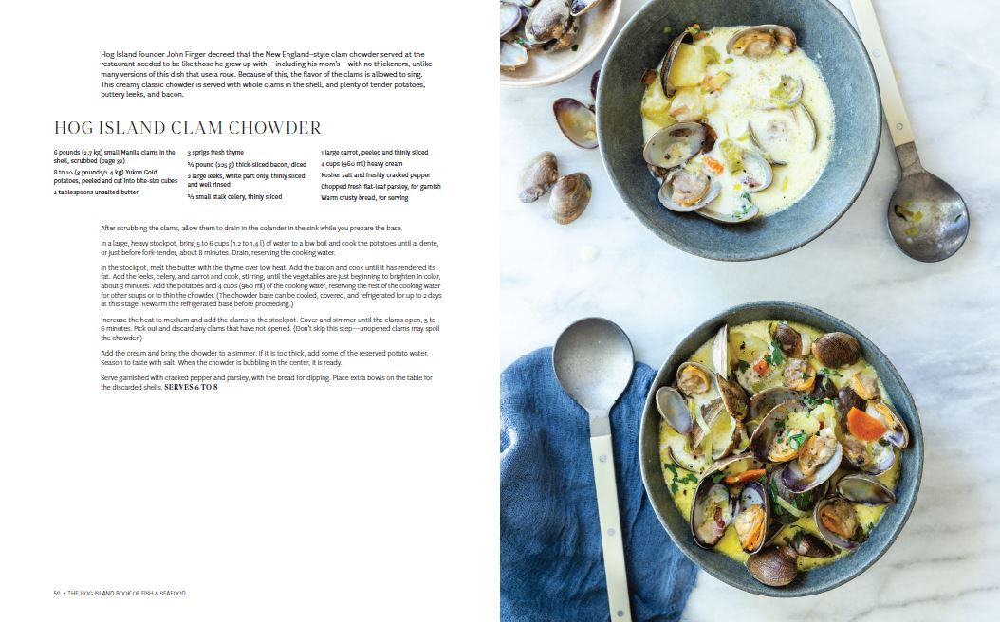 Hog Island founder John Finger decreed that the New England–style clam chowder served at the
restaurant needed to be like those he grew up with—including his mom's—with no thickeners, unlike
many versions of this dish that use a roux. Because of this, the flavor of the clams is allowed to sing.
This creamy classic chowder is served with whole clams in the shell, and plenty of tender potatoes,
buttery leeks, and bacon.
HOG ISLAND CLAM CHOWDER
6 pounds (2.7 kg) small Manila clams in the
shell, scrubbed (page 32)
8 to 10 (3 pounds/1.4 kg) Yukon Gold
potatoes, peeled and cut into bite-size cubes
2 tablespoons unsalted butter
3 sprigs fresh thyme
½ pound (225 g) thick-sliced bacon, diced
2 large leeks, white part only, thinly sliced
and well rinsed
½ small stalk celery, thinly sliced
1 large carrot, peeled and thinly sliced
4 cups (960 ml) heavy cream
Kosher salt and freshly cracked pepper
Chopped fresh flat-leaf parsley, for garnish
Warm crusty bread, for serving
After scrubbing the clams, allow them to drain in the colander in the sink while you prepare the base.
In a large, heavy stockpot, bring 5 to 6 cups (1.2 to 1.4 l) of water to a low boil and cook the potatoes until al dente,
or just before fork-tender, about 8 minutes. Drain, reserving the cooking water.
In the stockpot, melt the butter with the thyme over low heat. Add the bacon and cook until it has rendered its
fat. Add the leeks, celery, and carrot and cook, stirring, until the vegetables are just beginning to brighten in color,
about 3 minutes. Add the potatoes and 4 cups (960 ml) of the cooking water, reserving the rest of the cooking water
for other soups or to thin the chowder. (The chowder base can be cooled, covered, and refrigerated for up to 2 days
at this stage. Rewarm the refrigerated base before proceeding.)
Increase the heat to medium and add the clams to the stockpot. Cover and simmer until the clams open, 5 to
6 minutes. Pick out and discard any clams that have not opened. (Don't skip this step—unopened clams may spoil
the chowder.)
Add the cream and bring the chowder to a simmer. If it is too thick, add some of the reserved potato water.
Season to taste with salt. When the chowder is bubbling in the center, it is ready.
Serve garnished with cracked pepper and parsley, with the bread for dipping. Place extra bowls on the table for
the discarded shells. SERVES 6 TO 8
52 • THE HOG ISLAND BOOK OF FISH & SEAFOOD